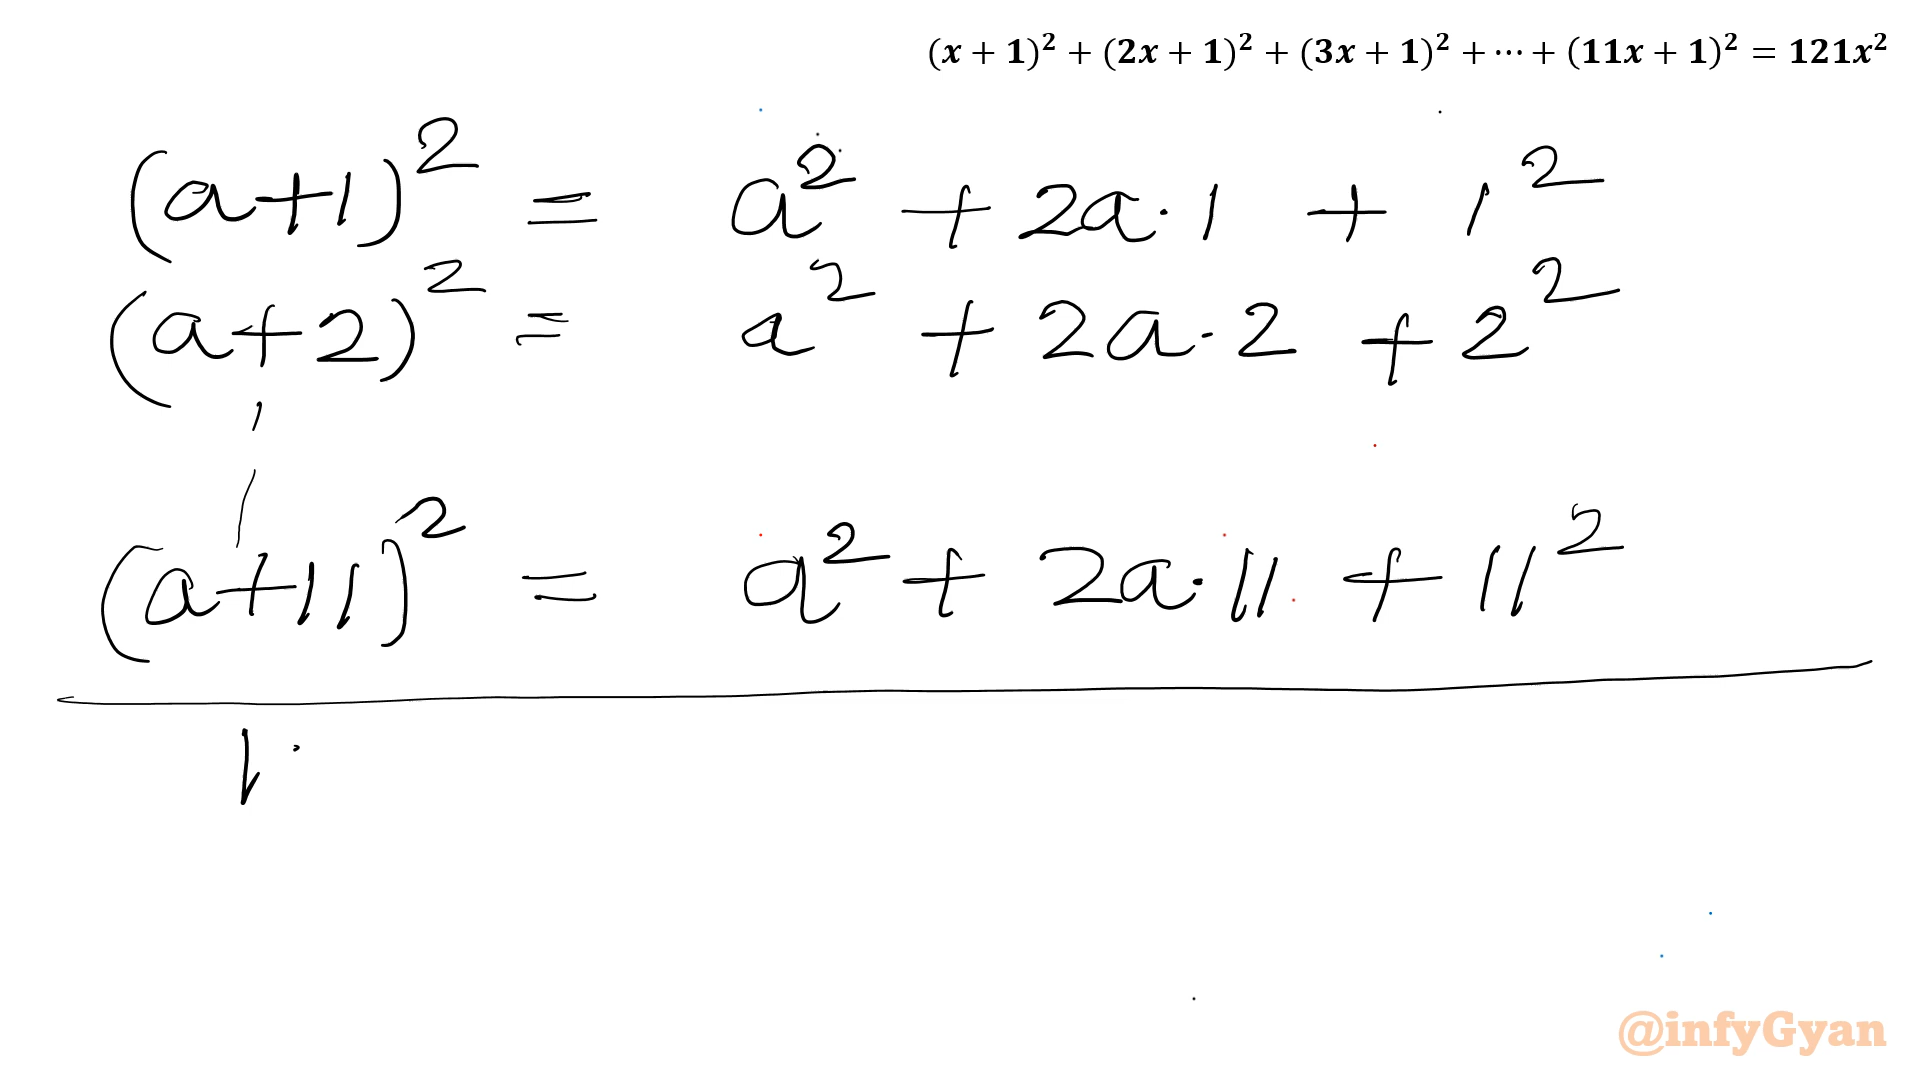 (x + 1)² + (2x + 1)² + (3x + 1)² + ⋯ + (11x + 1)² = 121x²
(a+1)² = a² + 2a·1 + 1²
(a+2)² = a² + 2a·2 + 2²
(a+11)² = a² + 2a·11 + 11²
@infyGyan